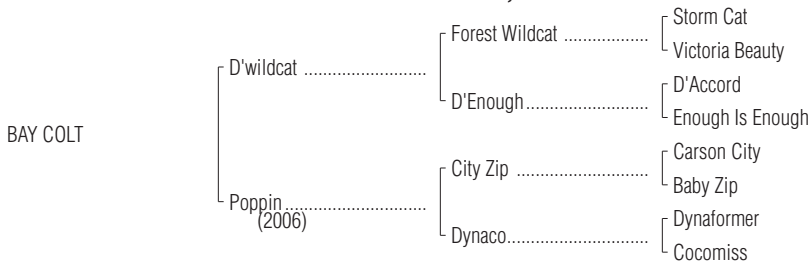 Storm Cat
Forest Wildcat ....................
Victoria Beauty
D'wildcat ..........................
D'Accord
D'Enough..........................
Enough Is Enough
BAY COLT
Carson City
City Zip ............................
Baby Zip
Poppin..............................
(2006)
Dynaformer
Dynaco..............................
Cocomiss